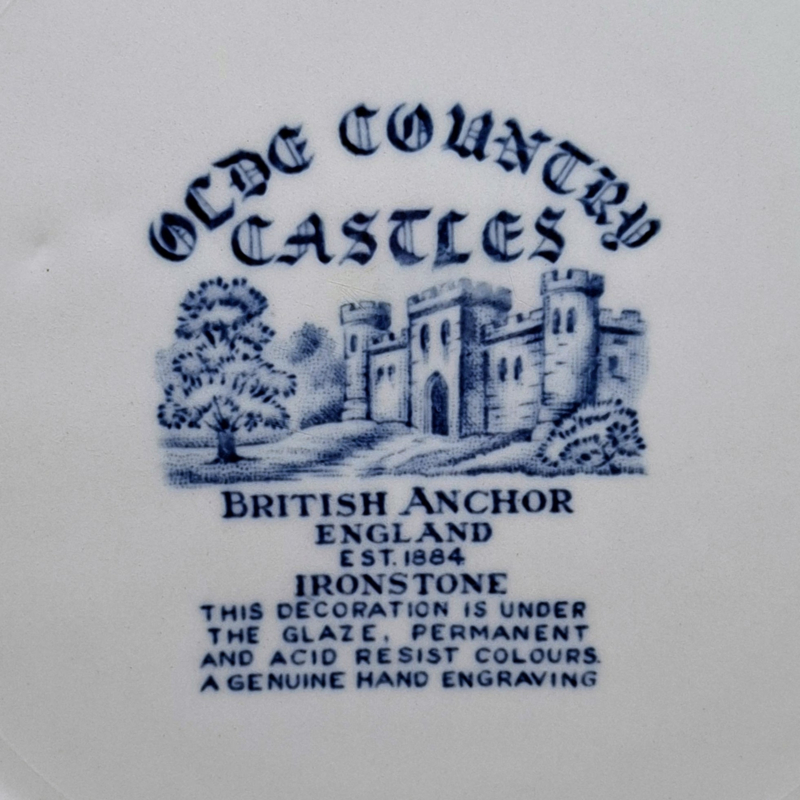 OLDE COUNTRY
CASTLES
BRITISH ANCHOR
ENGLAND
EST. 1884
IRONSTONE
THIS DECORATION IS UNDER
THE GLAZE, PERMANENT
AND ACID RESIST COLOURS.
A GENUINE HAND ENGRAVING